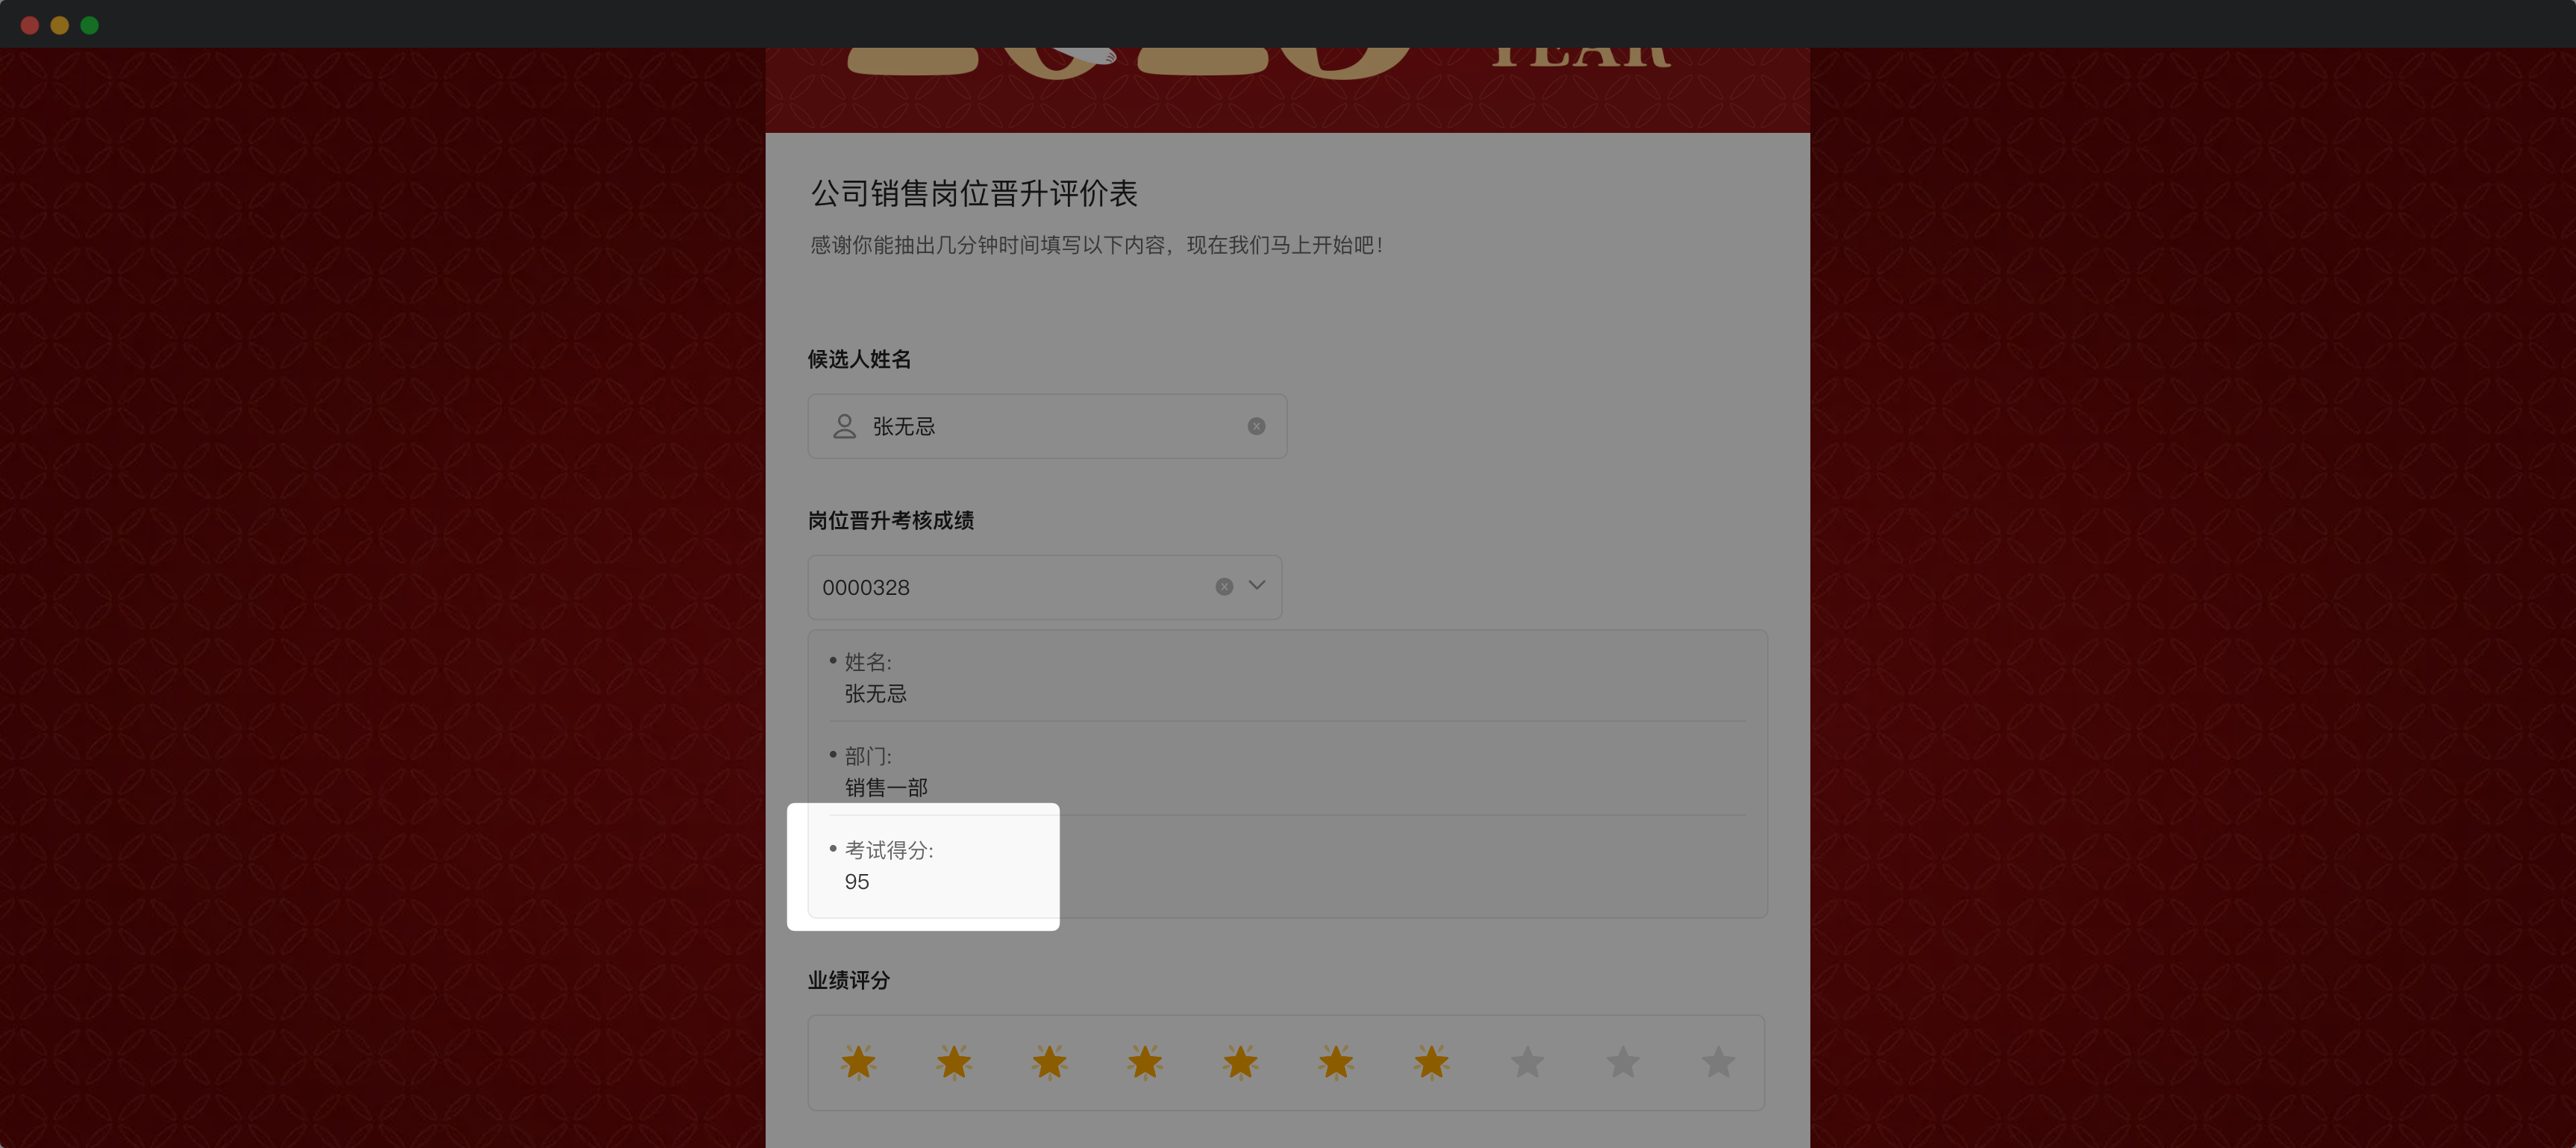 YEAR
公司销售岗位晋升评价表
感谢你能抽出几分钟时间填写以下内容，现在我们马上开始吧！
候选人姓名
张无忌
岗位晋升考核成绩
0000328
姓名:
张无忌
部门:
销售一部
考试得分:
95
业绩评分